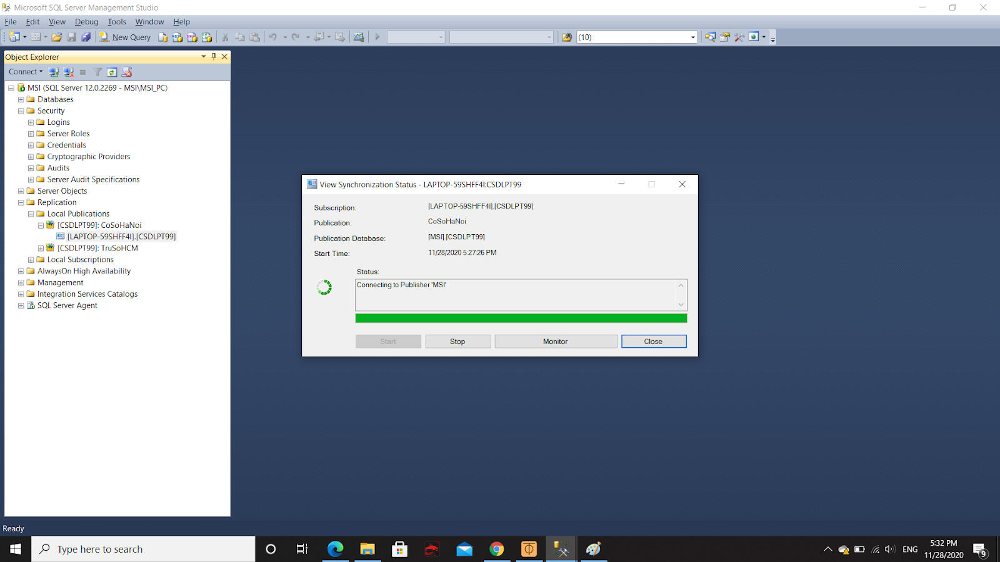 Microsoft SQL Server Management Studio
File Edit View Debug Tools Window Help
New Query (10)
Object Explorer
Connect
MSI (SQL Server 12.0.2269 - MSI\MSI_PC)
Databases
Security
Logins
Server Roles
Credentials
Cryptographic Providers
Audits
Server Audit Specifications
Server Objects
Replication
Local Publications
[CSDLPT99]: CoSoHaNoi
[LAPTOP-59SHFF4I].[CSDLPT99]
[CSDLPT99]: TruSoHCM
Local Subscriptions
AlwaysOn High Availability
Management
Integration Services Catalogs
SQL Server Agent
View Synchronization Status - LAPTOP-59SHFF4I:CSDLPT99
Subscription: [LAPTOP-59SHFF4I].[CSDLPT99]
Publication: CoSoHaNoi
Publication Database: [MSI].[CSDLPT99]
Start Time: 11/28/2020 5:27:26 PM
Status:
Connecting to Publisher 'MSI'
Start Stop Monitor Close
Ready
Type here to search
ENG
5:32 PM
11/28/2020
9